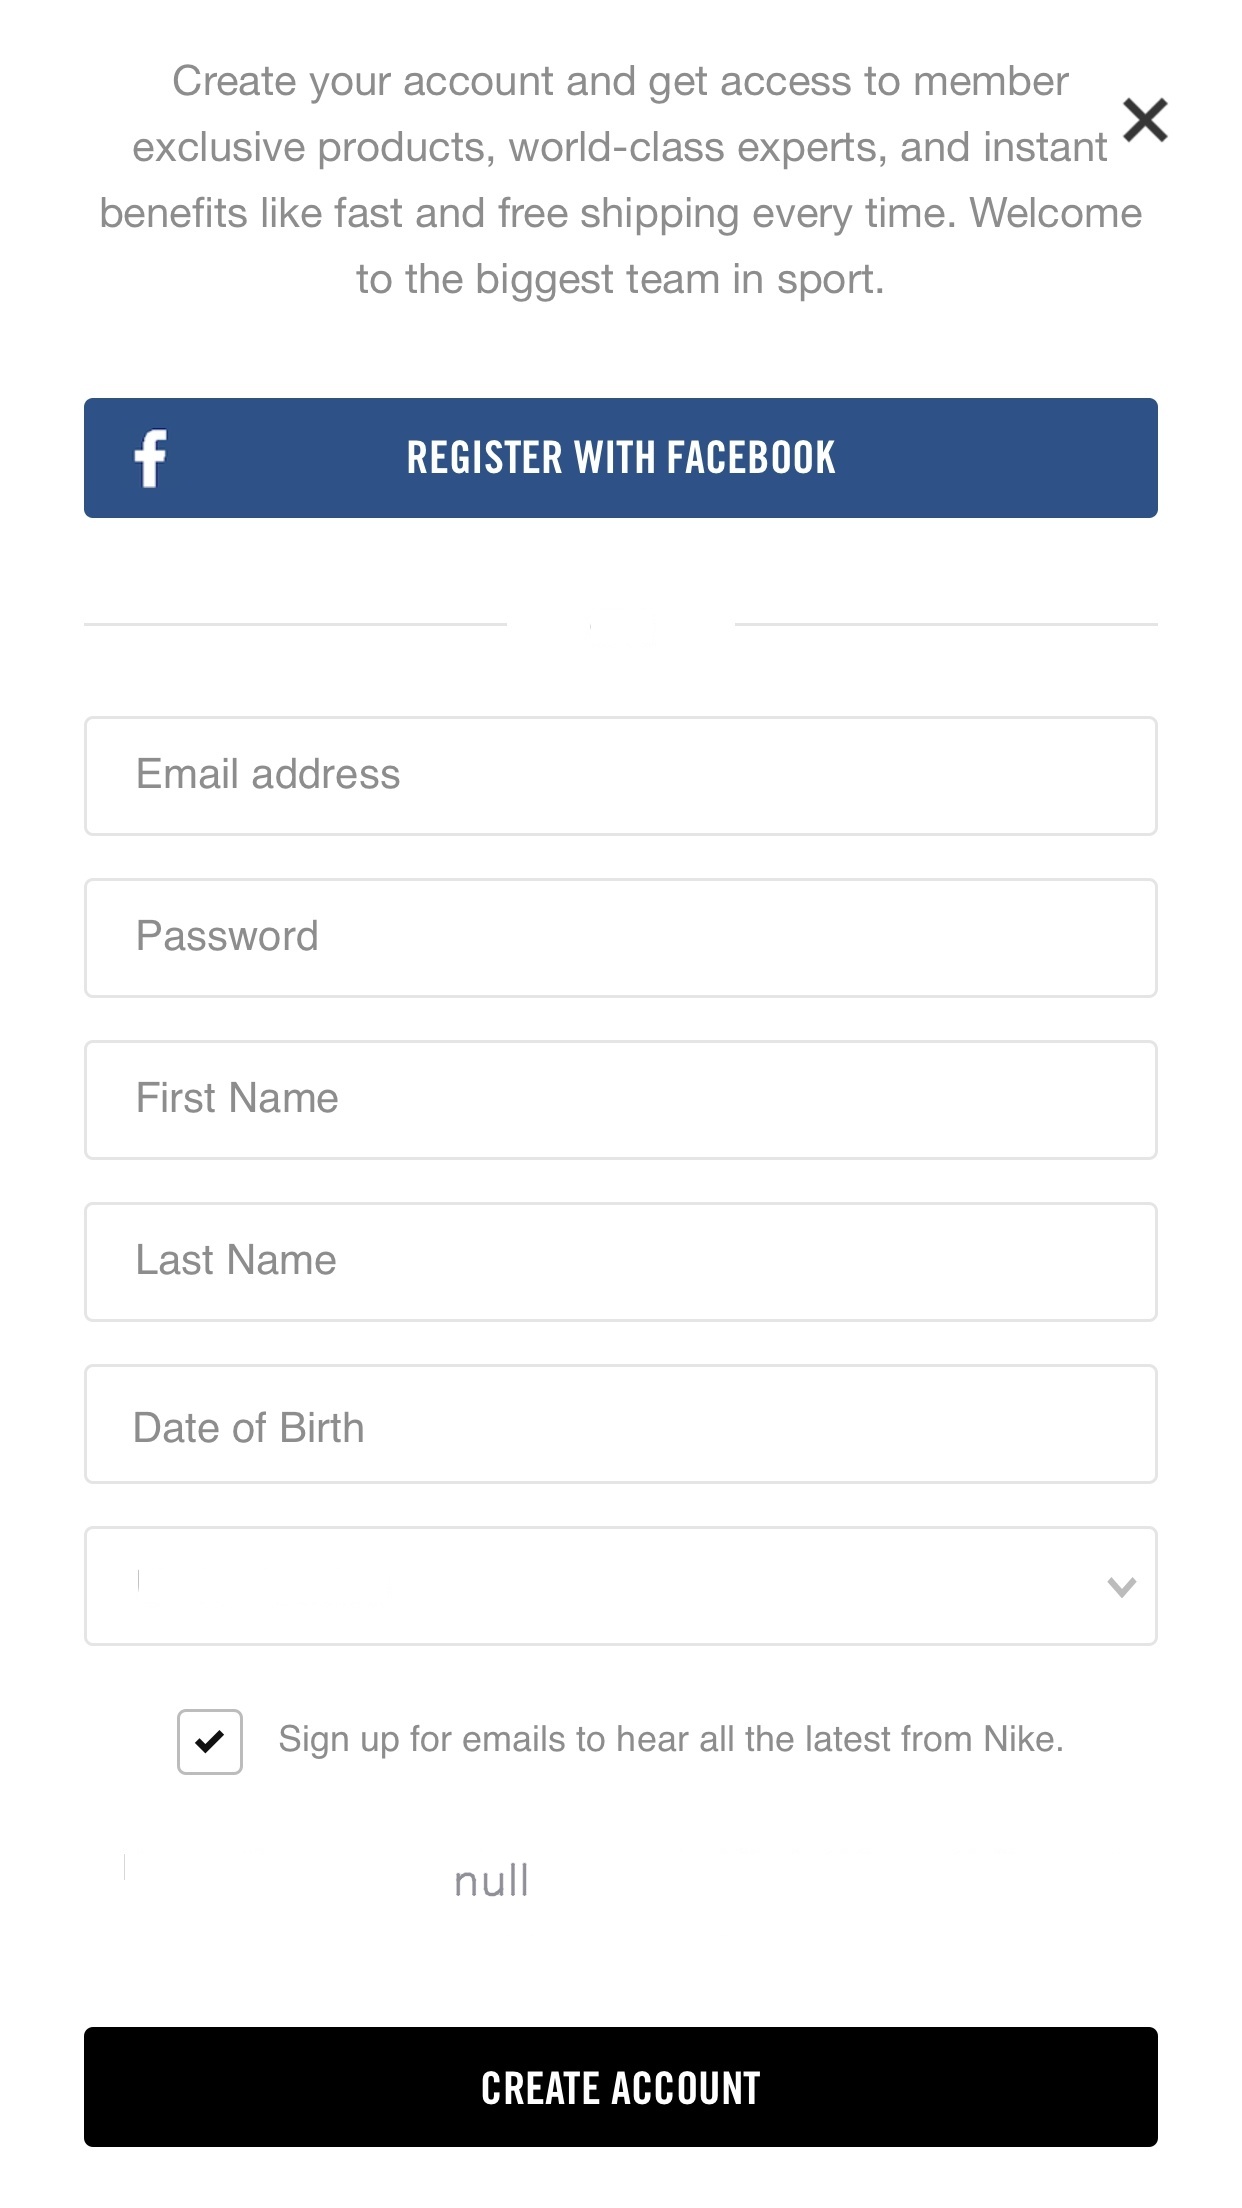 Create your account and get access to member
exclusive products, world-class experts, and instant
benefits like fast and free shipping every time. Welcome
to the biggest team in sport.
REGISTER WITH FACEBOOK
Email address
Password
First Name
Last Name
Date of Birth
Sign up for emails to hear all the latest from Nike.
null
CREATE ACCOUNT